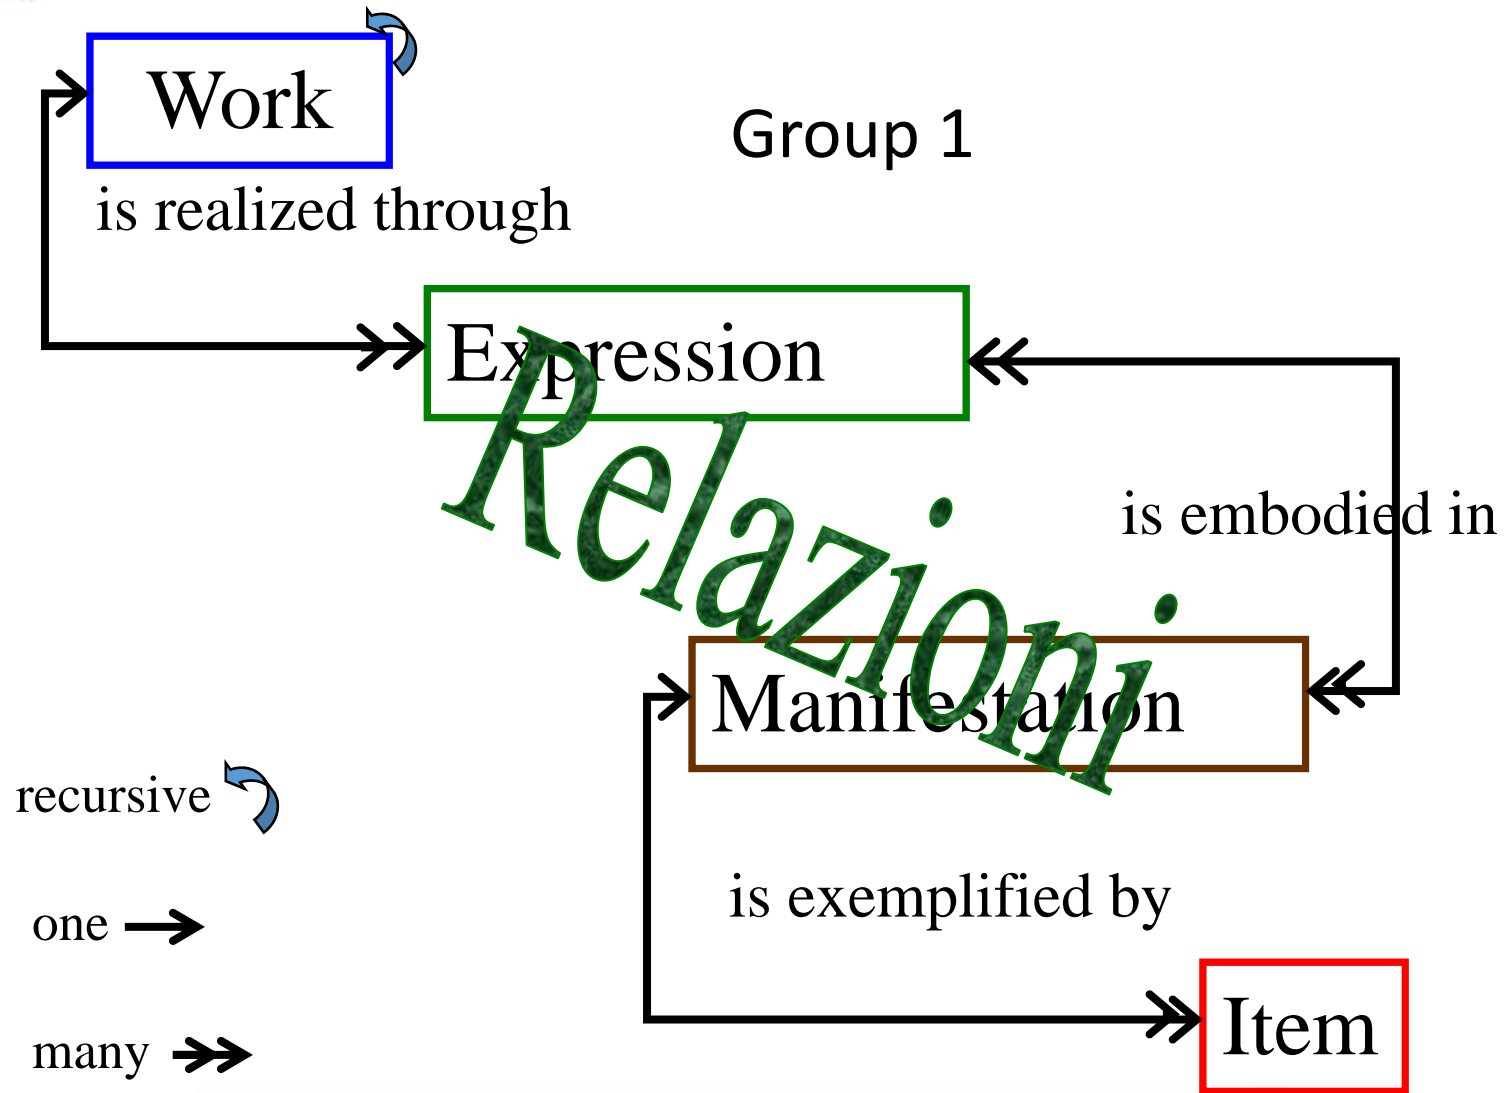 Work
Group 1
is realized through
Expression
Relazioni
is embodied in
Manifestation
recursive
is exemplified by
one
Item
many